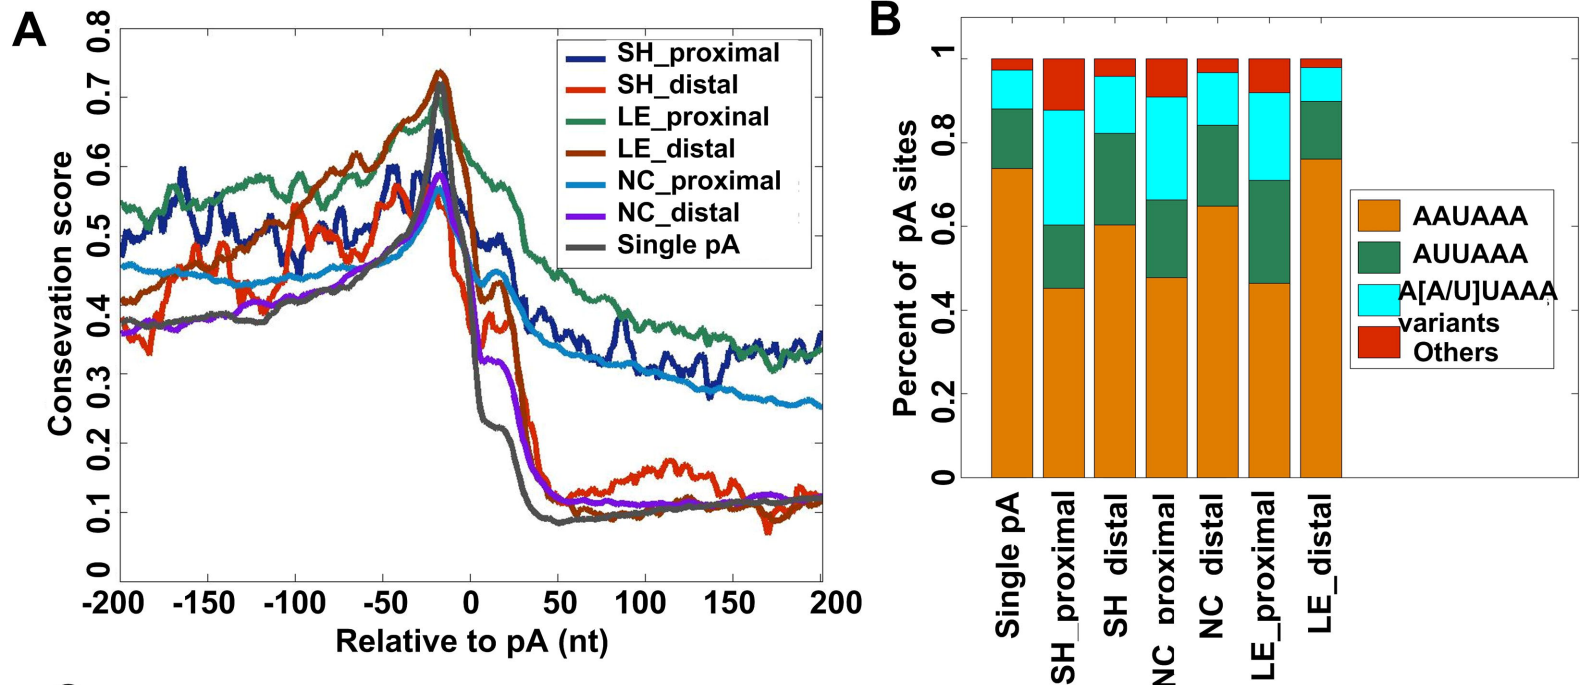 A
Consevation score
0.8
0.7
0.6
0.5
0.4
0.3
0.2
0.1
0
-200 -150 -100 -50 0 50 100 150 200
Relative to pA (nt)
SH_proximal
SH_distal
LE_proxinal
LE_distal
NC_proximal
NC_distal
Single pA
B
Percent of pA sites
1
0.8
0.6
0.4
0.2
0
Single pA
SH_proximal
SH distal
NC proximal
NC distal
LE_proximal
LE_distal
AAUAAA
AUUAAA
A[A/U]UAAA
variants
Others